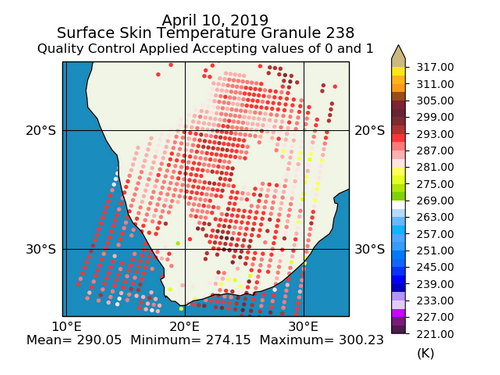 April 10, 2019
Surface Skin Temperature Granule 238
Quality Control Applied Accepting values of 0 and 1
317.00
311.00
305.00
299.00
293.00
287.00
281.00
275.00
269.00
263.00
257.00
251.00
245.00
239.00
233.00
227.00
221.00
(K)
20°S 20°S
30°S 30°S
10°E 20°E 30°E
Mean= 290.05 Minimum= 274.15 Maximum= 300.23